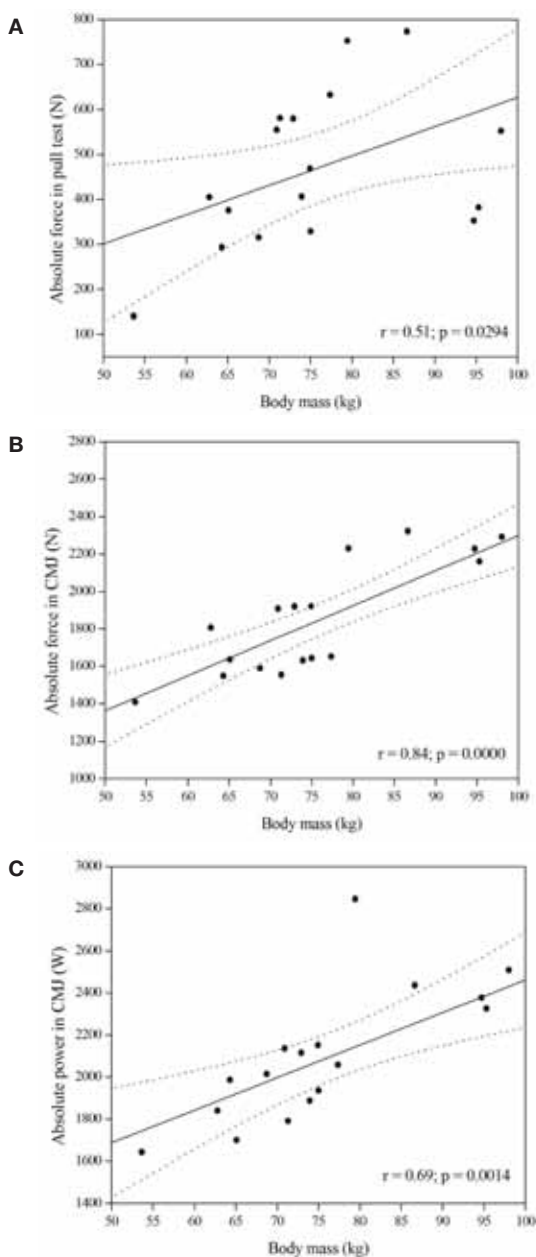 A
800
700
600
500
400
300
200
100
Absolute force in pull test (N)
r = 0.51; p = 0.0294
50 55 60 65 70 75 80 85 90 95 100
Body mass (kg)
B
2800
2600
2400
2200
2000
1800
1600
1400
1200
1000
Absolute force in CMJ (N)
r = 0.84; p = 0.0000
50 55 60 65 70 75 80 85 90 95 100
Body mass (kg)
C
3000
2800
2600
2400
2200
2000
1800
1600
1400
Absolute power in CMJ (W)
r = 0.69; p = 0.0014
50 55 60 65 70 75 80 85 90 95 100
Body mass (kg)